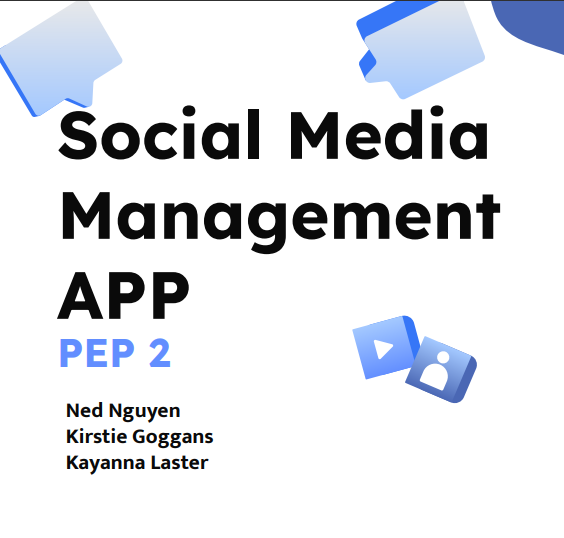 Social Media
Management
APP
PEP 2
Ned Nguyen
Kirstie Goggans
Kayanna Laster